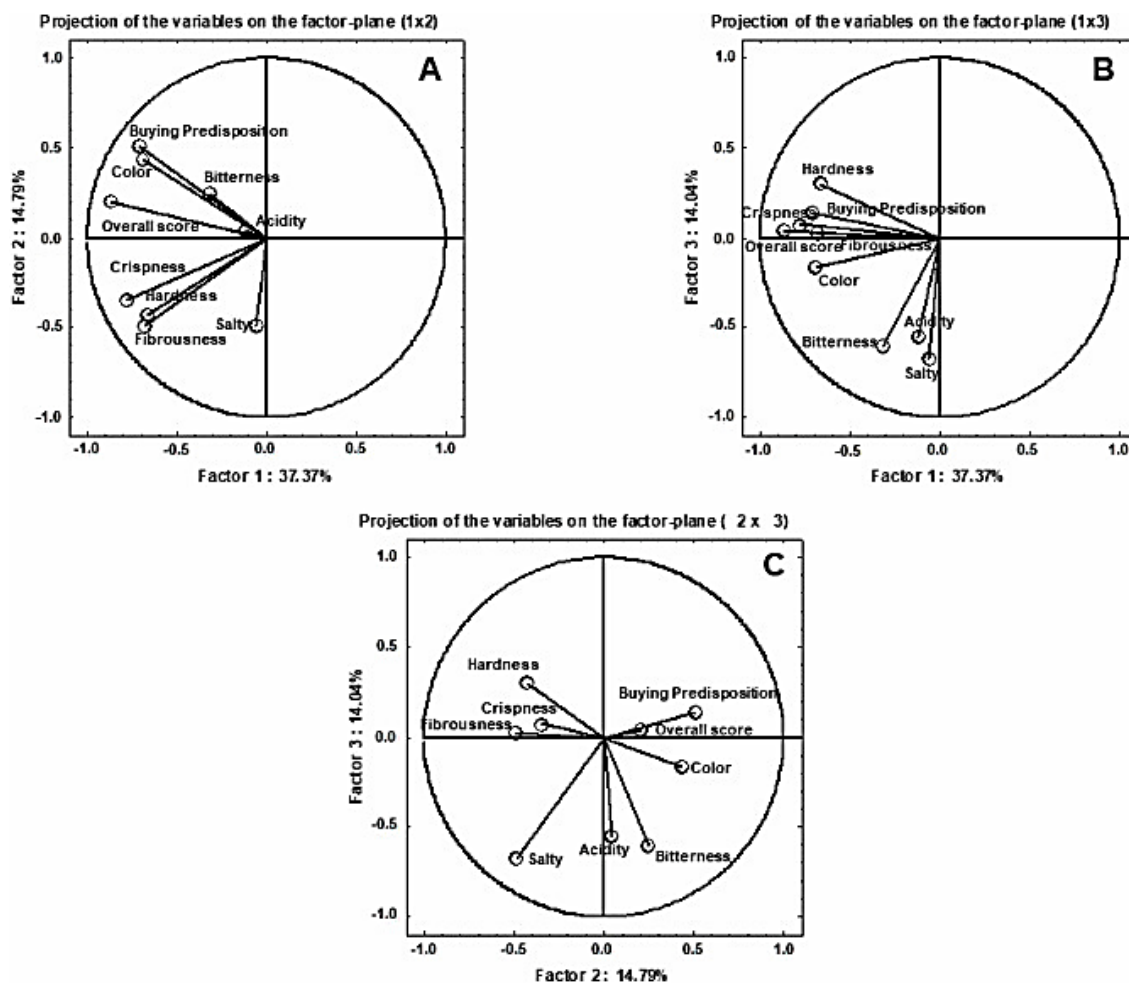 Projection of the variables on the factor-plane (1x2)
A
1.0
Buying Predisposition
0.5
Color
Bitterness
Acidity
Overall score
0.0
Crispness
Hardness
Salty
-0.5
Fibrousness
-1.0
-1.0 -0.5 0.0 0.5 1.0
Factor 2 : 14.79%
Factor 1 : 37.37%
Projection of the variables on the factor-plane (1x3)
B
1.0
0.5
Hardness
Crispness
Buying Predisposition
0.0
Overall score
Fibrousness
Color
Acidity
-0.5
Bitterness
Salty
-1.0
-1.0 -0.5 0.0 0.5 1.0
Factor 3 : 14.04%
Factor 1 : 37.37%
Projection of the variables on the factor-plane ( 2 x 3)
C
1.0
0.5
Hardness
Buying Predisposition
Crispness
Fibrousness
Overall score
0.0
Color
-0.5
Salty
Acidity
Bitterness
-1.0
-1.0 -0.5 0.0 0.5 1.0
Factor 3 : 14.04%
Factor 2 : 14.79%